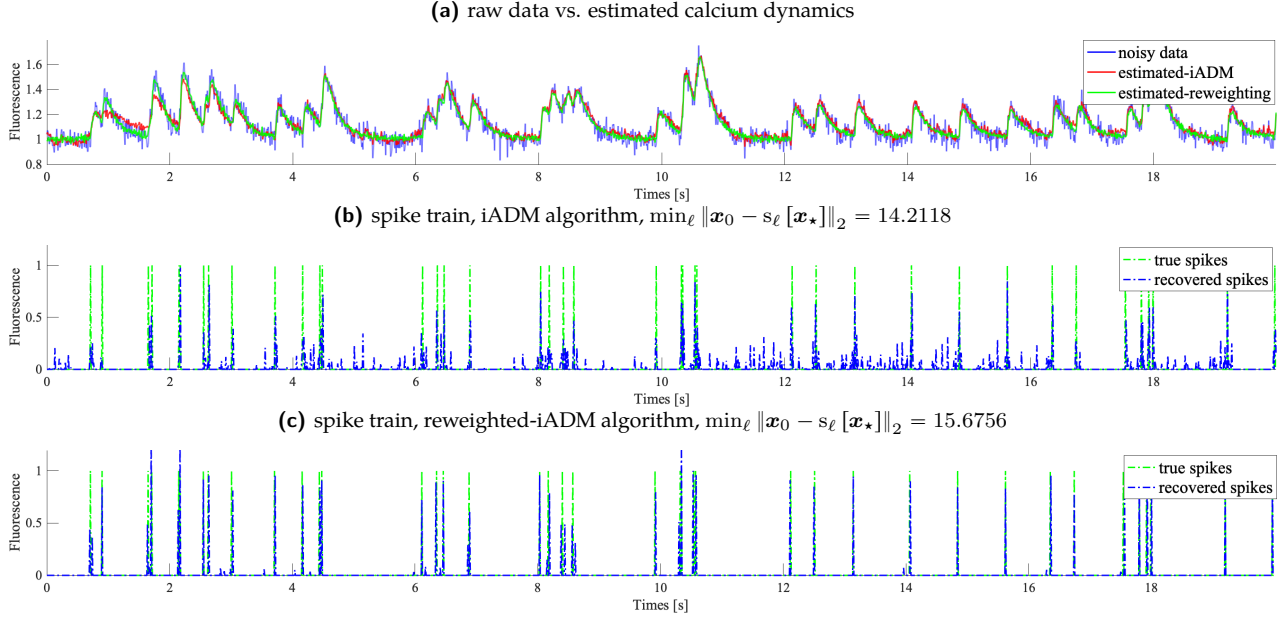 (a) raw data vs. estimated calcium dynamics
Fluorescence
1.6
1.4
1.2
1
0.8
noisy data
estimated-iADM
estimated-reweighting
0 2 4 6 8 10 12 14 16 18
Times [s]
(b) spike train, iADM algorithm, min_ℓ ‖x_0 − s_ℓ [x_⋆]‖_2 = 14.2118
Fluorescence
1
0.5
0
true spikes
recovered spikes
0 2 4 6 8 10 12 14 16 18
Times [s]
(c) spike train, reweighted-iADM algorithm, min_ℓ ‖x_0 − s_ℓ [x_⋆]‖_2 = 15.6756
Fluorescence
1
0.5
0
true spikes
recovered spikes
0 2 4 6 8 10 12 14 16 18
Times [s]